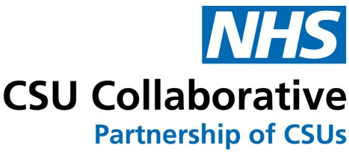 NHS
CSU Collaborative
Partnership of CSUs